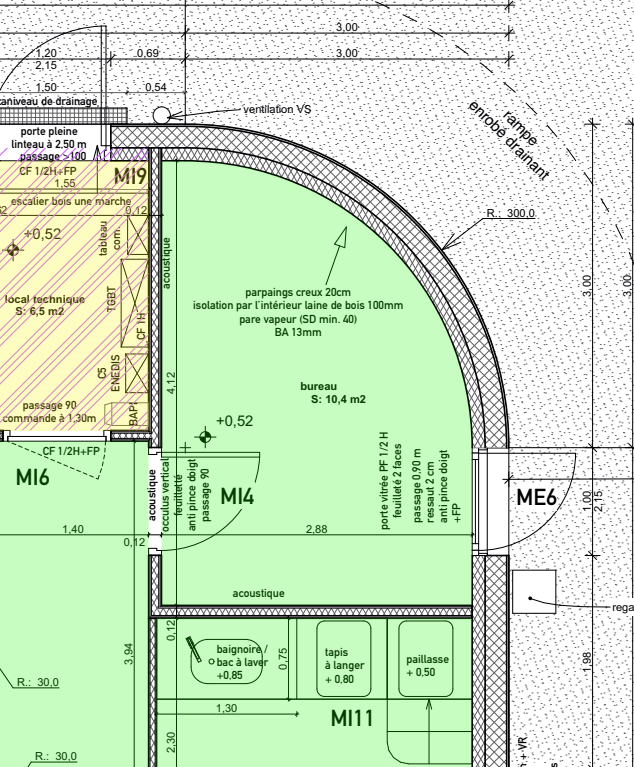 3,00
1,20
2,15
0,69
3,00
1,50
0,54
caniveau de drainage
ventilation VS
rampe
enrobé drainant
porte pleine
linteau à 2,50 m
passage >100
CF 1/2H+FP
1,55
MI9
escalier bois une marche
0,12
R.: 300,0
+0,52
tableau
com.
acoustique
TGBT
CF 1H
local technique
S: 6,5 m2
parpaings creux 20cm
isolation par l'intérieur laine de bois 100mm
pare vapeur (SD min. 40)
BA 13mm
3,00
3,00
C5
ENEDIS
4,12
bureau
S: 10,4 m2
BAPI
passage 90
commande à 1,30m
+0,52
CF 1/2H+FP
MI6
acoustique
occulus vertical
feuilleté
anti pince doigt
passage 90
MI4
porte vitrée PF 1/2 H
feuilleté 2 faces
passage 0,90 m
ressaut 2 cm
anti pince doigt
+FP
ME6
1,00
2,15
1,40
0,12
2,88
acoustique
rega
0,12
3,94
baignoire /
bac à laver
+0,85
0,75
tapis
à langer
+ 0,80
paillasse
+ 0,50
1,98
R.: 30,0
1,30
MI11
2,30
R.: 30,0
+ VR